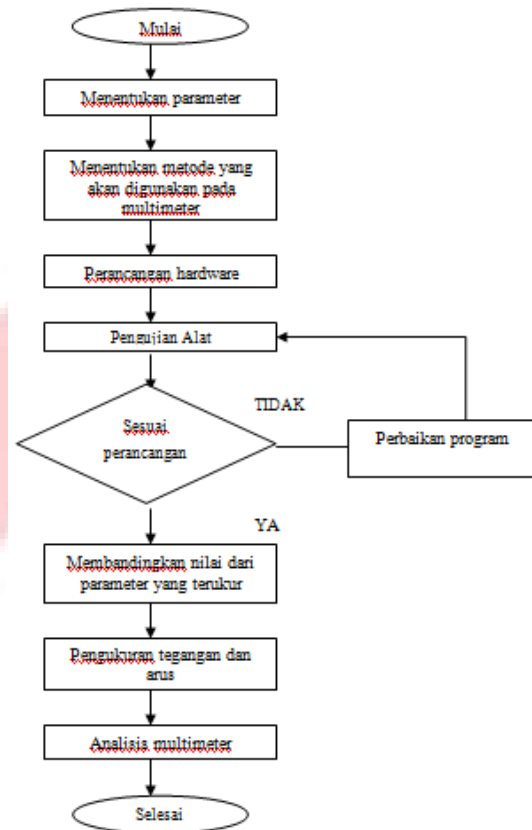 Mulai
Menentukan parameter
Menentukan metode yang
akan digunakan pada
multimeter
Perancangan hardware
Pengujian Alat
TIDAK
Sesuai
perancangan
Perbaikan program
YA
Membandingkan nilai dari
parameter yang terukur
Pengukuran tegangan dan
arus
Analisis multimeter
Selesai